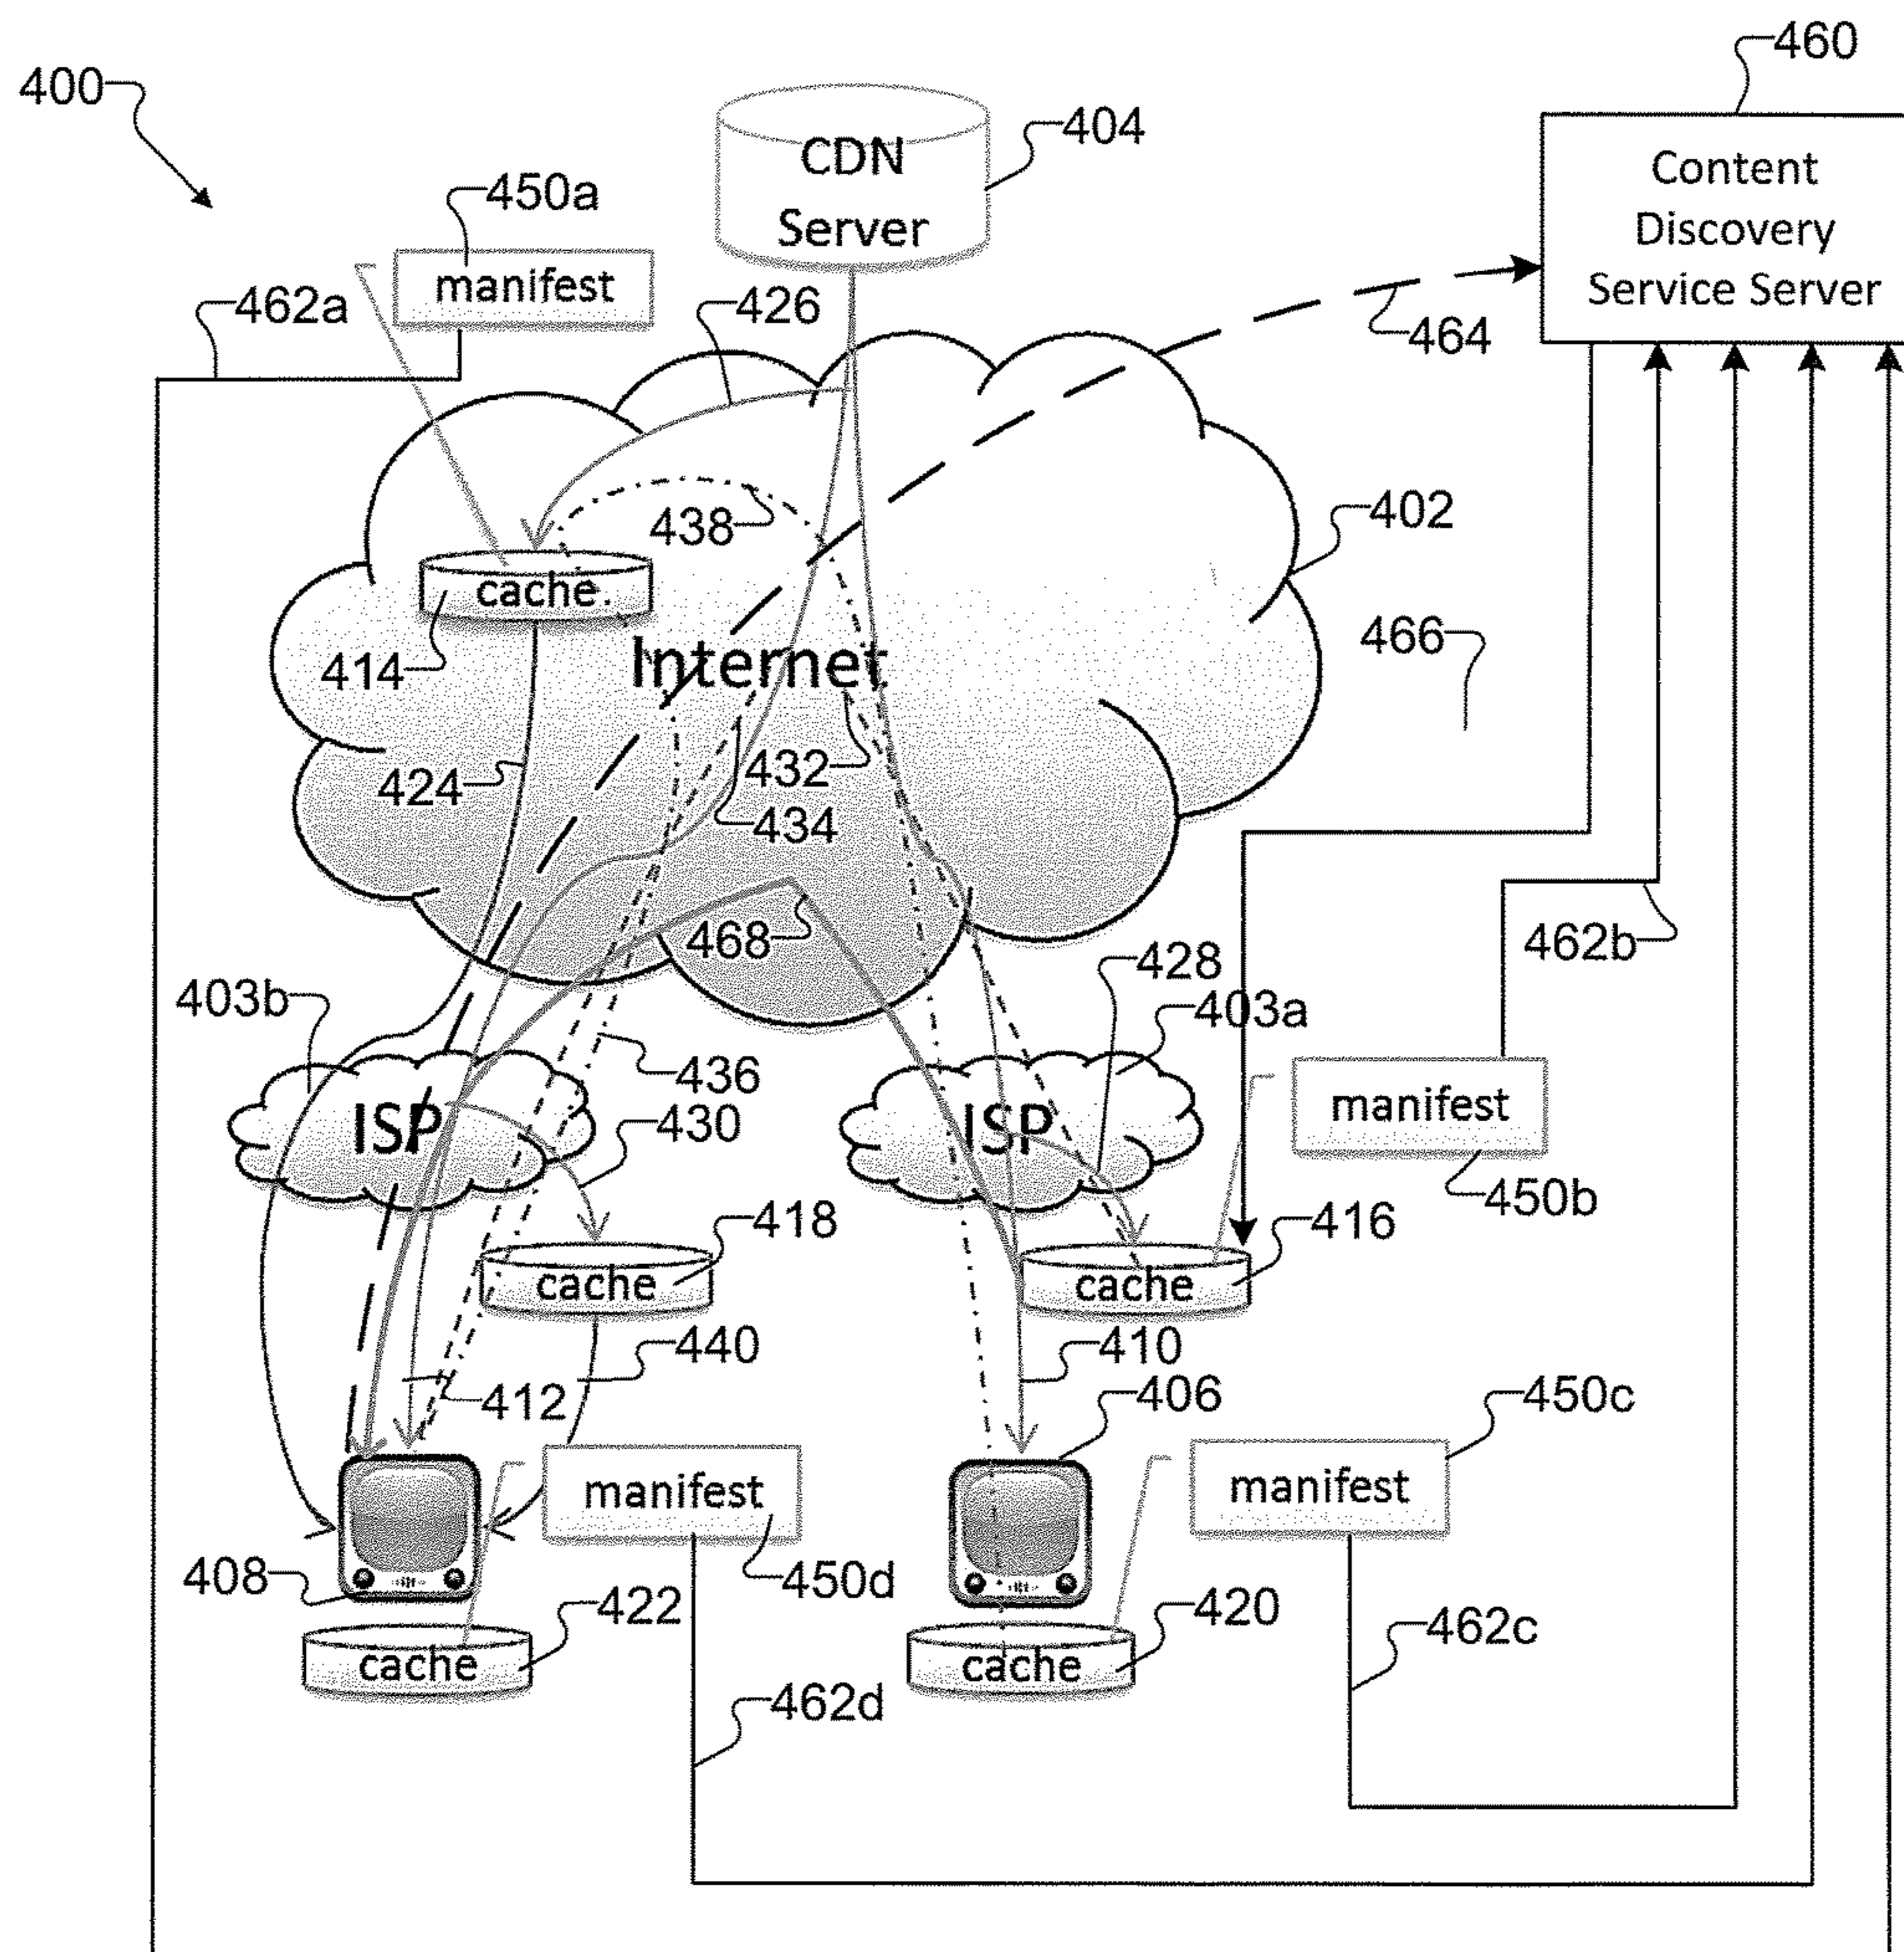 460
400
CDN
Server
404
Content
Discovery
Service Server
450a
manifest
462a
426
464
438
402
cache
414
Internet
466
432
424
434
468
462b
428
403b
403a
436
ISP
430
ISP
manifest
450b
418
416
cache
cache
440
410
412
406
450c
manifest
manifest
408
450d
422
420
462c
cache
cache
462d